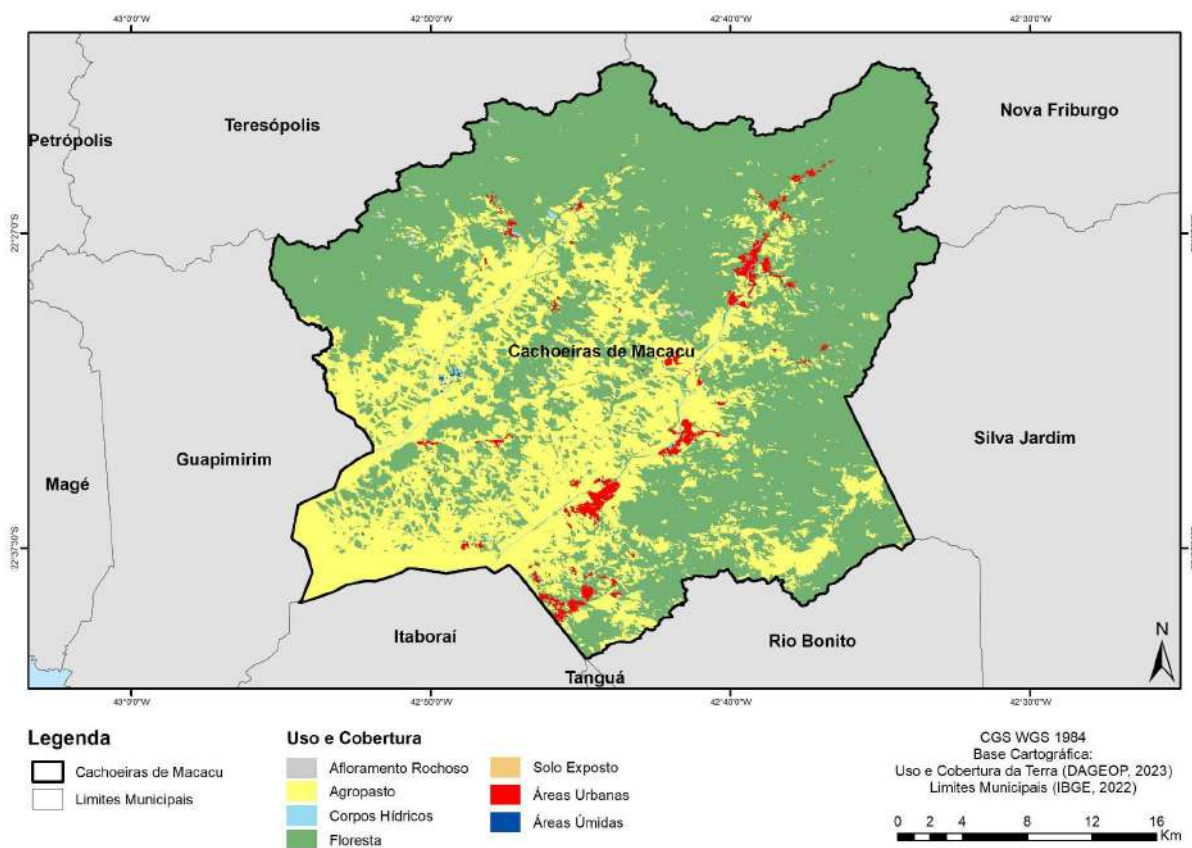 43°0'0"W 42°50'0"W 42°40'0"W 42°30'0"W
Nova Friburgo
Teresópolis
Petrópolis
22°27'0"S
Cachoeiras de Macacu
Silva Jardim
Guapimirim
Magé
22°37'30"S
Itaboraí
Rio Bonito
N
Tanguá
43°0'0"W 42°50'0"W 42°40'0"W 42°30'0"W
Legenda
Cachoeiras de Macacu
Limites Municipais
Uso e Cobertura
Afloramento Rochoso
Agropasto
Corpos Hídricos
Floresta
Solo Exposto
Áreas Urbanas
Áreas Úmidas
CGS WGS 1984
Base Cartográfica:
Uso e Cobertura da Terra (DAGEOP, 2023)
Limites Municipais (IBGE, 2022)
0 2 4 8 12 16
Km